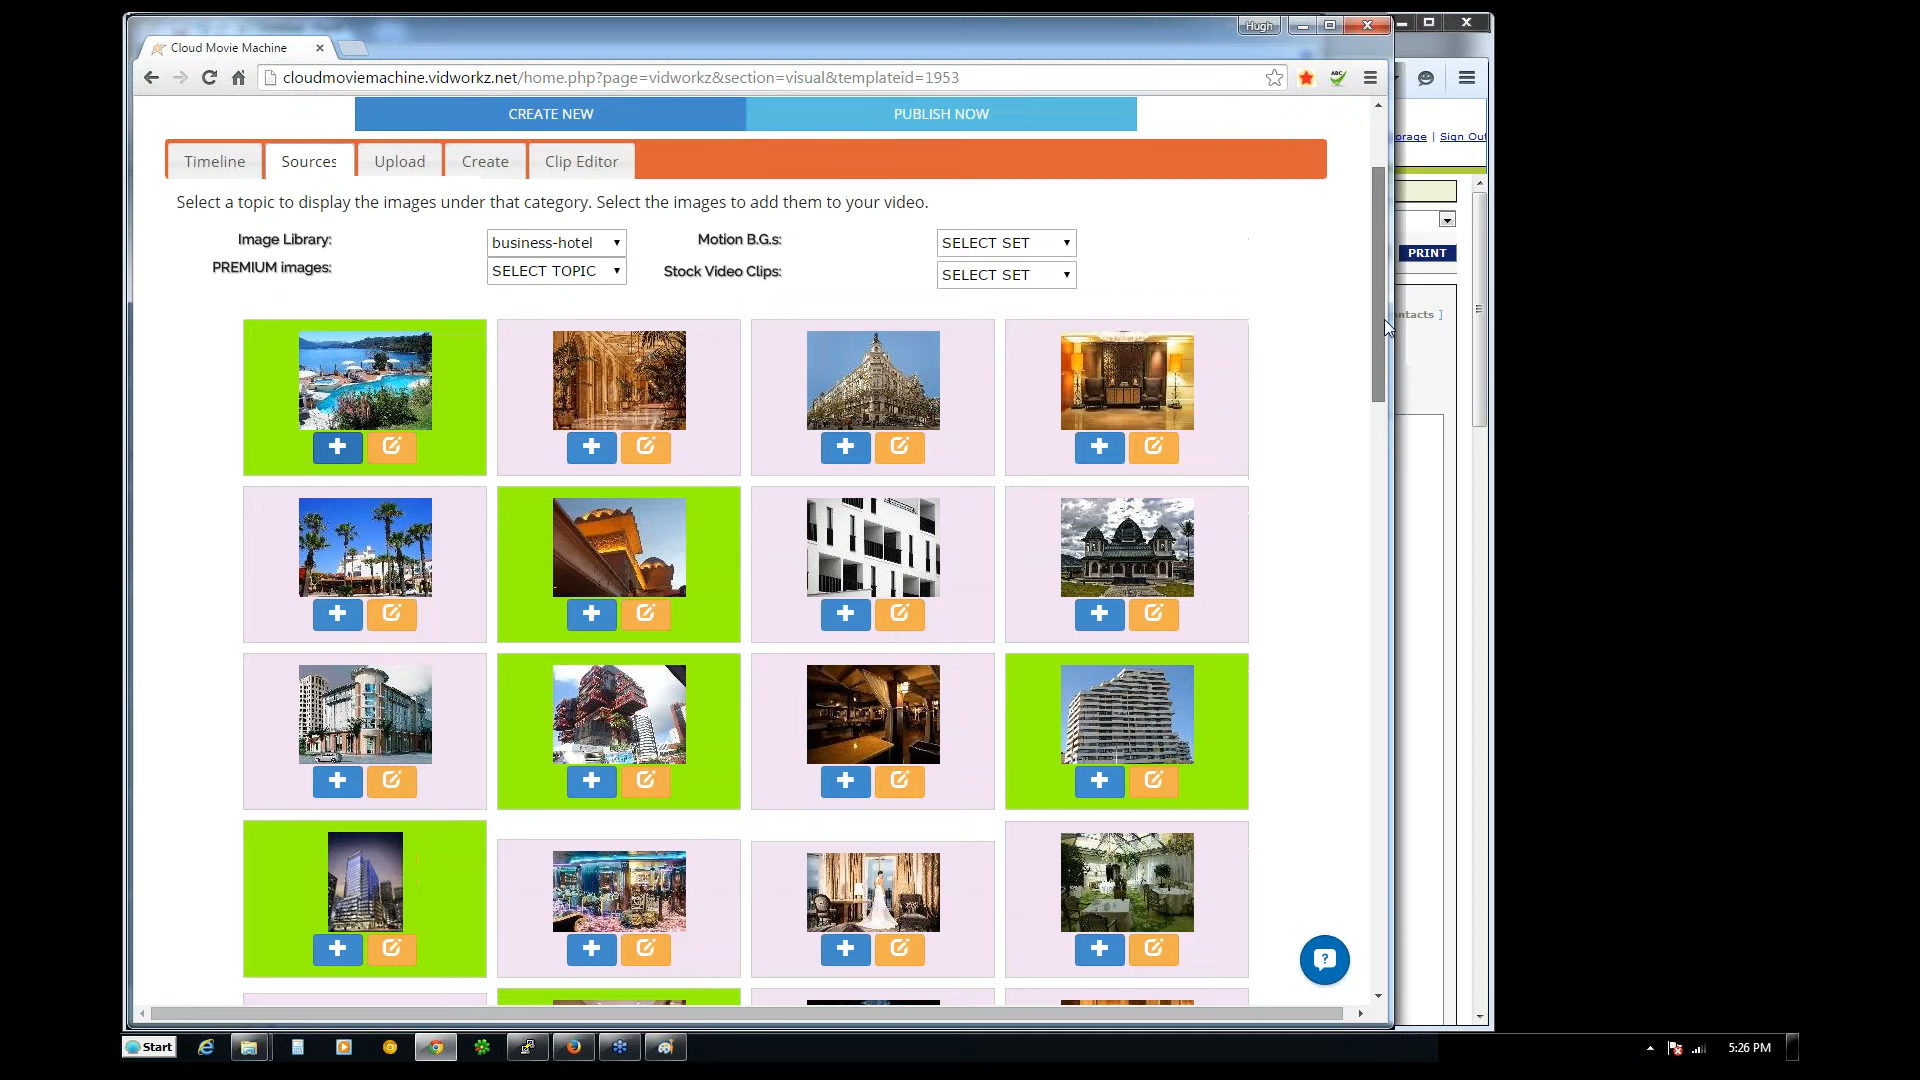 Hugh
Cloud Movie Machine
cloudmoviemachine.vidworkz.net/home.php?page=vidworkz&section=visual&templateid=1953
ABC
CREATE NEW
PUBLISH NOW
orage | Sign Out
Timeline
Sources
Upload
Create
Clip Editor
Select a topic to display the images under that category. Select the images to add them to your video.
Image Library:
business-hotel
Motion B.G.s:
SELECT SET
PRINT
PREMIUM images:
SELECT TOPIC
Stock Video Clips:
SELECT SET
ntacts ]
Start
5:26 PM